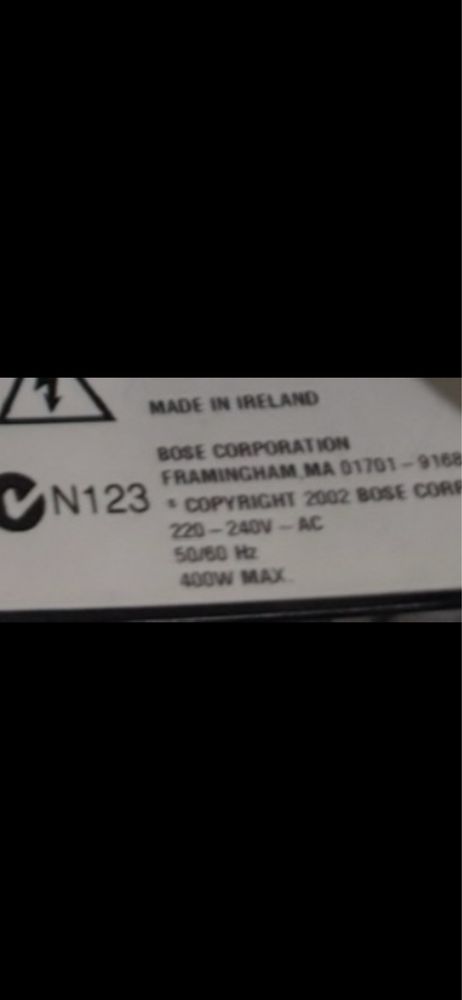 MADE IN IRELAND
BOSE CORPORATION
FRAMINGHAM, MA 01701-9168
N123
© COPYRIGHT 2002 BOSE CORP
220-240V-AC
50/60 Hz
400W MAX.